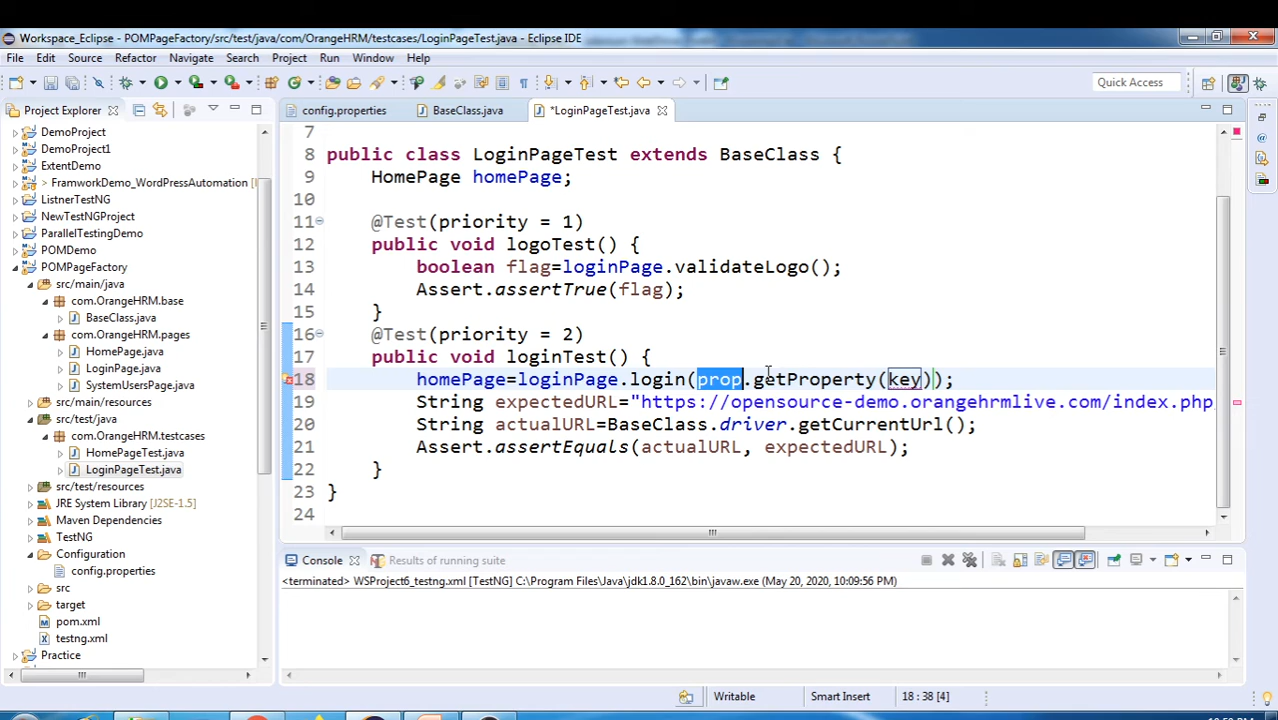 Workspace_Eclipse - POMPageFactory/src/test/java/com/OrangeHRM/testcases/LoginPageTest.java - Eclipse IDE
File Edit Source Refactor Navigate Search Project Run Window Help
Quick Access
Project Explorer
config.properties BaseClass.java *LoginPageTest.java
DemoProject
DemoProject1
ExtentDemo
> FramworkDemo_WordPressAutomation
ListnerTestNG
NewTestNGProject
ParallelTestingDemo
POMDemo
POMPageFactory
src/main/java
com.OrangeHRM.base
BaseClass.java
com.OrangeHRM.pages
HomePage.java
LoginPage.java
SystemUsersPage.java
src/main/resources
src/test/java
com.OrangeHRM.testcases
HomePageTest.java
LoginPageTest.java
src/test/resources
JRE System Library [J2SE-1.5]
Maven Dependencies
TestNG
Configuration
config.properties
src
target
pom.xml
testng.xml
Practice
7
8 public class LoginPageTest extends BaseClass {
9 HomePage homePage;
10
11 @Test(priority = 1)
12 public void logoTest() {
13 boolean flag=loginPage.validateLogo();
14 Assert.assertTrue(flag);
15 }
16 @Test(priority = 2)
17 public void loginTest() {
18 homePage=loginPage.login(prop.getProperty(key));
19 String expectedURL="https://opensource-demo.orangehrmlive.com/index.php
20 String actualURL=BaseClass.driver.getCurrentUrl();
21 Assert.assertEquals(actualURL, expectedURL);
22 }
23 }
24
Console Results of running suite
<terminated> WSProject6_testng.xml [TestNG] C:\Program Files\Java\jdk1.8.0_162\bin\javaw.exe (May 20, 2020, 10:09:56 PM)
Writable Smart Insert 18 : 38 [4]